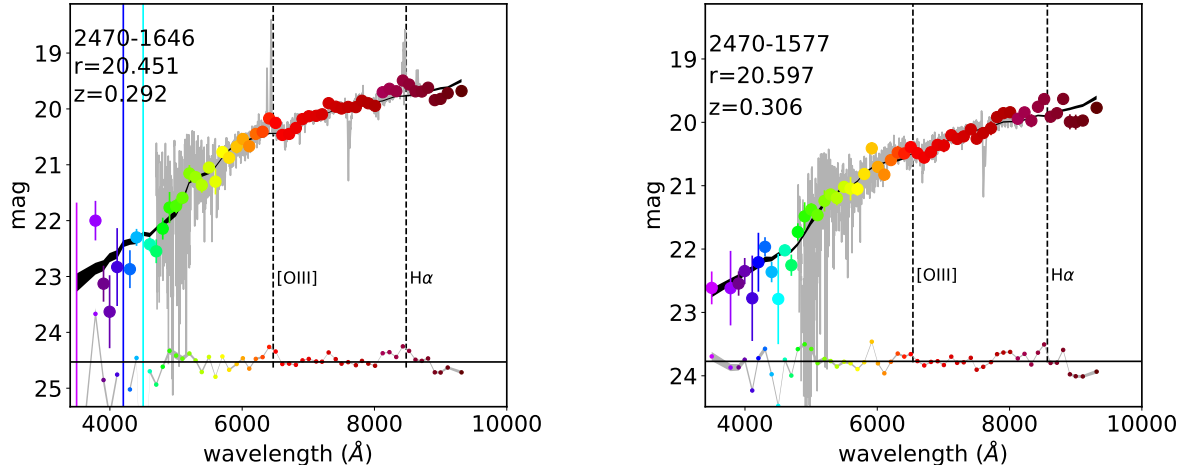 2470-1646
r=20.451
z=0.292
19
20
21
22
23
24
25
mag
[OIII]
Hα
4000
6000
8000
10000
wavelength (Å)
2470-1577
r=20.597
z=0.306
19
20
21
22
23
24
mag
[OIII]
Hα
4000
6000
8000
10000
wavelength (Å)